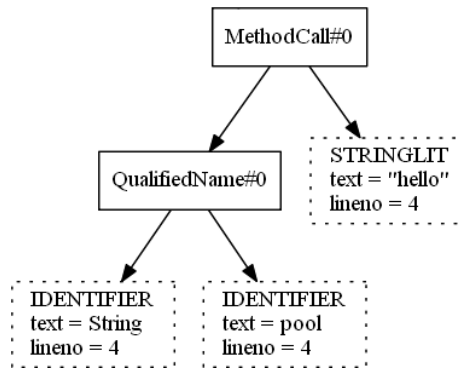 MethodCall#0
QualifiedName#0
STRINGLIT
text = "hello"
lineno = 4
IDENTIFIER
text = String
lineno = 4
IDENTIFIER
text = pool
lineno = 4